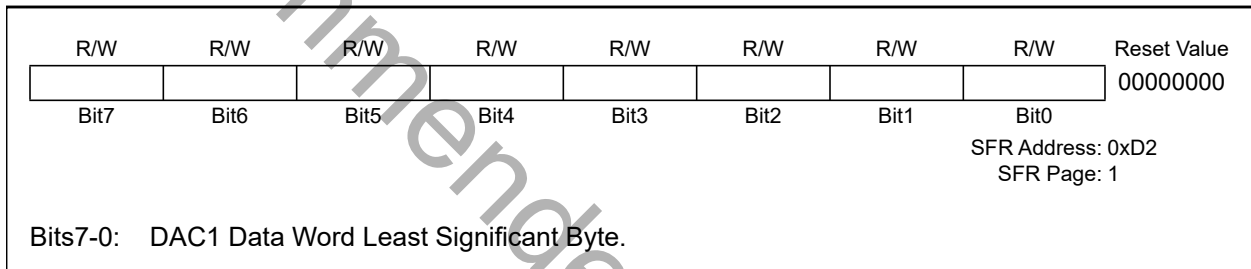 R/W R/W R/W R/W R/W R/W R/W R/W Reset Value
00000000
Bit7 Bit6 Bit5 Bit4 Bit3 Bit2 Bit1 Bit0
SFR Address: 0xD2
SFR Page: 1
Bits7-0: DAC1 Data Word Least Significant Byte.